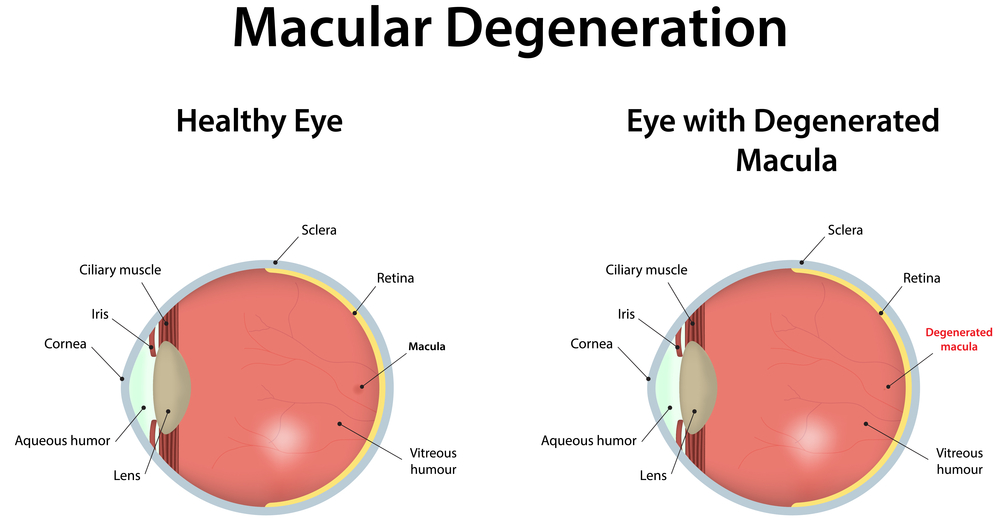 Macular Degeneration
Healthy Eye
Sclera
Ciliary muscle
Retina
Iris
Cornea
Macula
Aqueous humor
Vitreous
humour
Lens
Eye with Degenerated
Macula
Sclera
Ciliary muscle
Retina
Iris
Cornea
Degenerated
macula
Aqueous humor
Vitreous
humour
Lens